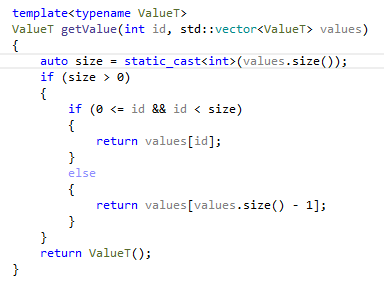 template<typename ValueT>
ValueT getValue(int id, std::vector<ValueT> values)
{
    auto size = static_cast<int>(values.size());
    if (size > 0)
    {
        if (0 <= id && id < size)
        {
            return values[id];
        }
        else
        {
            return values[values.size() - 1];
        }
    }
    return ValueT();
}